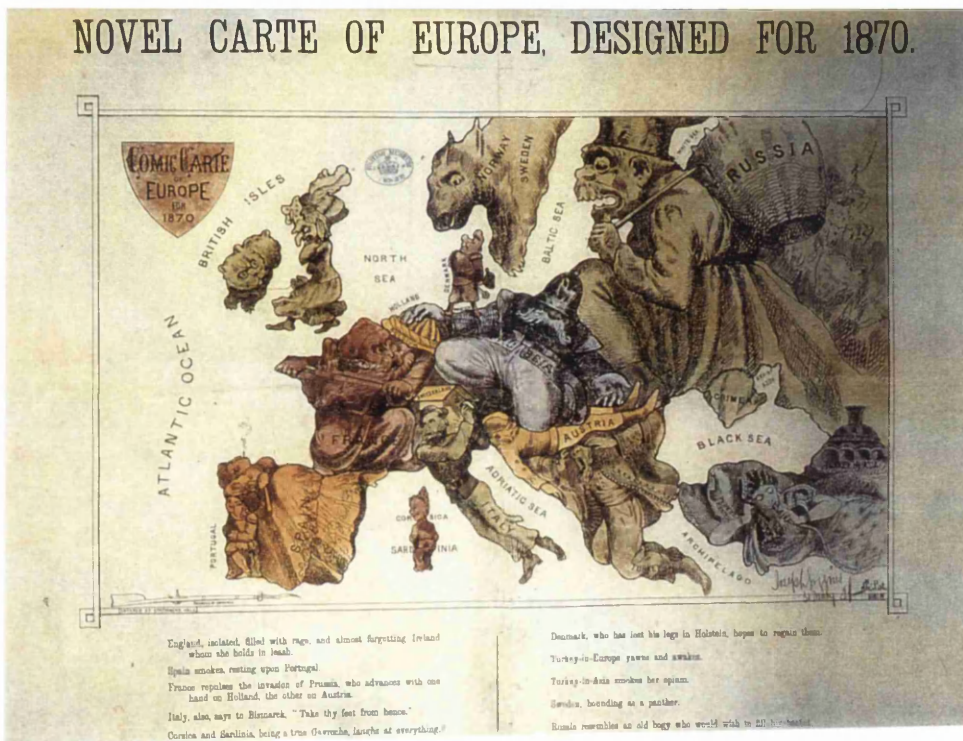 NOVEL CARTE OF EUROPE, DESIGNED FOR 1870.
COMIC CARTE
OF
EUROPE
FOR
1870
BRITISH ISLES
NORWAY
SWEDEN
RUSSIA
BALTIC SEA
NORTH
SEA
DENMARK
HOLLAND
ATLANTIC OCEAN
CRIMEA
FRANCE
AUSTRIA
BLACK SEA
ADRIATIC SEA
ITALY
PORTUGAL
SPAIN
CORSICA
SARDINIA
ARCHIPELAGO
England, isolated, filled with rage, and almost forgetting Ireland
whom she holds in leash.
Spain smokes, resting upon Portugal.
France repulses the invasion of Prussia, who advances with one
hand on Holland, the other on Austria.
Italy, also, says to Bismarck, "Take thy feet from hence."
Corsica and Sardinia, being a true Gavroche, laughs at everything.
Denmark, who has lost his legs in Holstein, hopes to regain them.
Turkey-in-Europe yawns and awakes.
Turkey-in-Asia smokes her opium.
Sweden, bounding as a panther.
Russia resembles an old bogy who would wish to fill his basket.